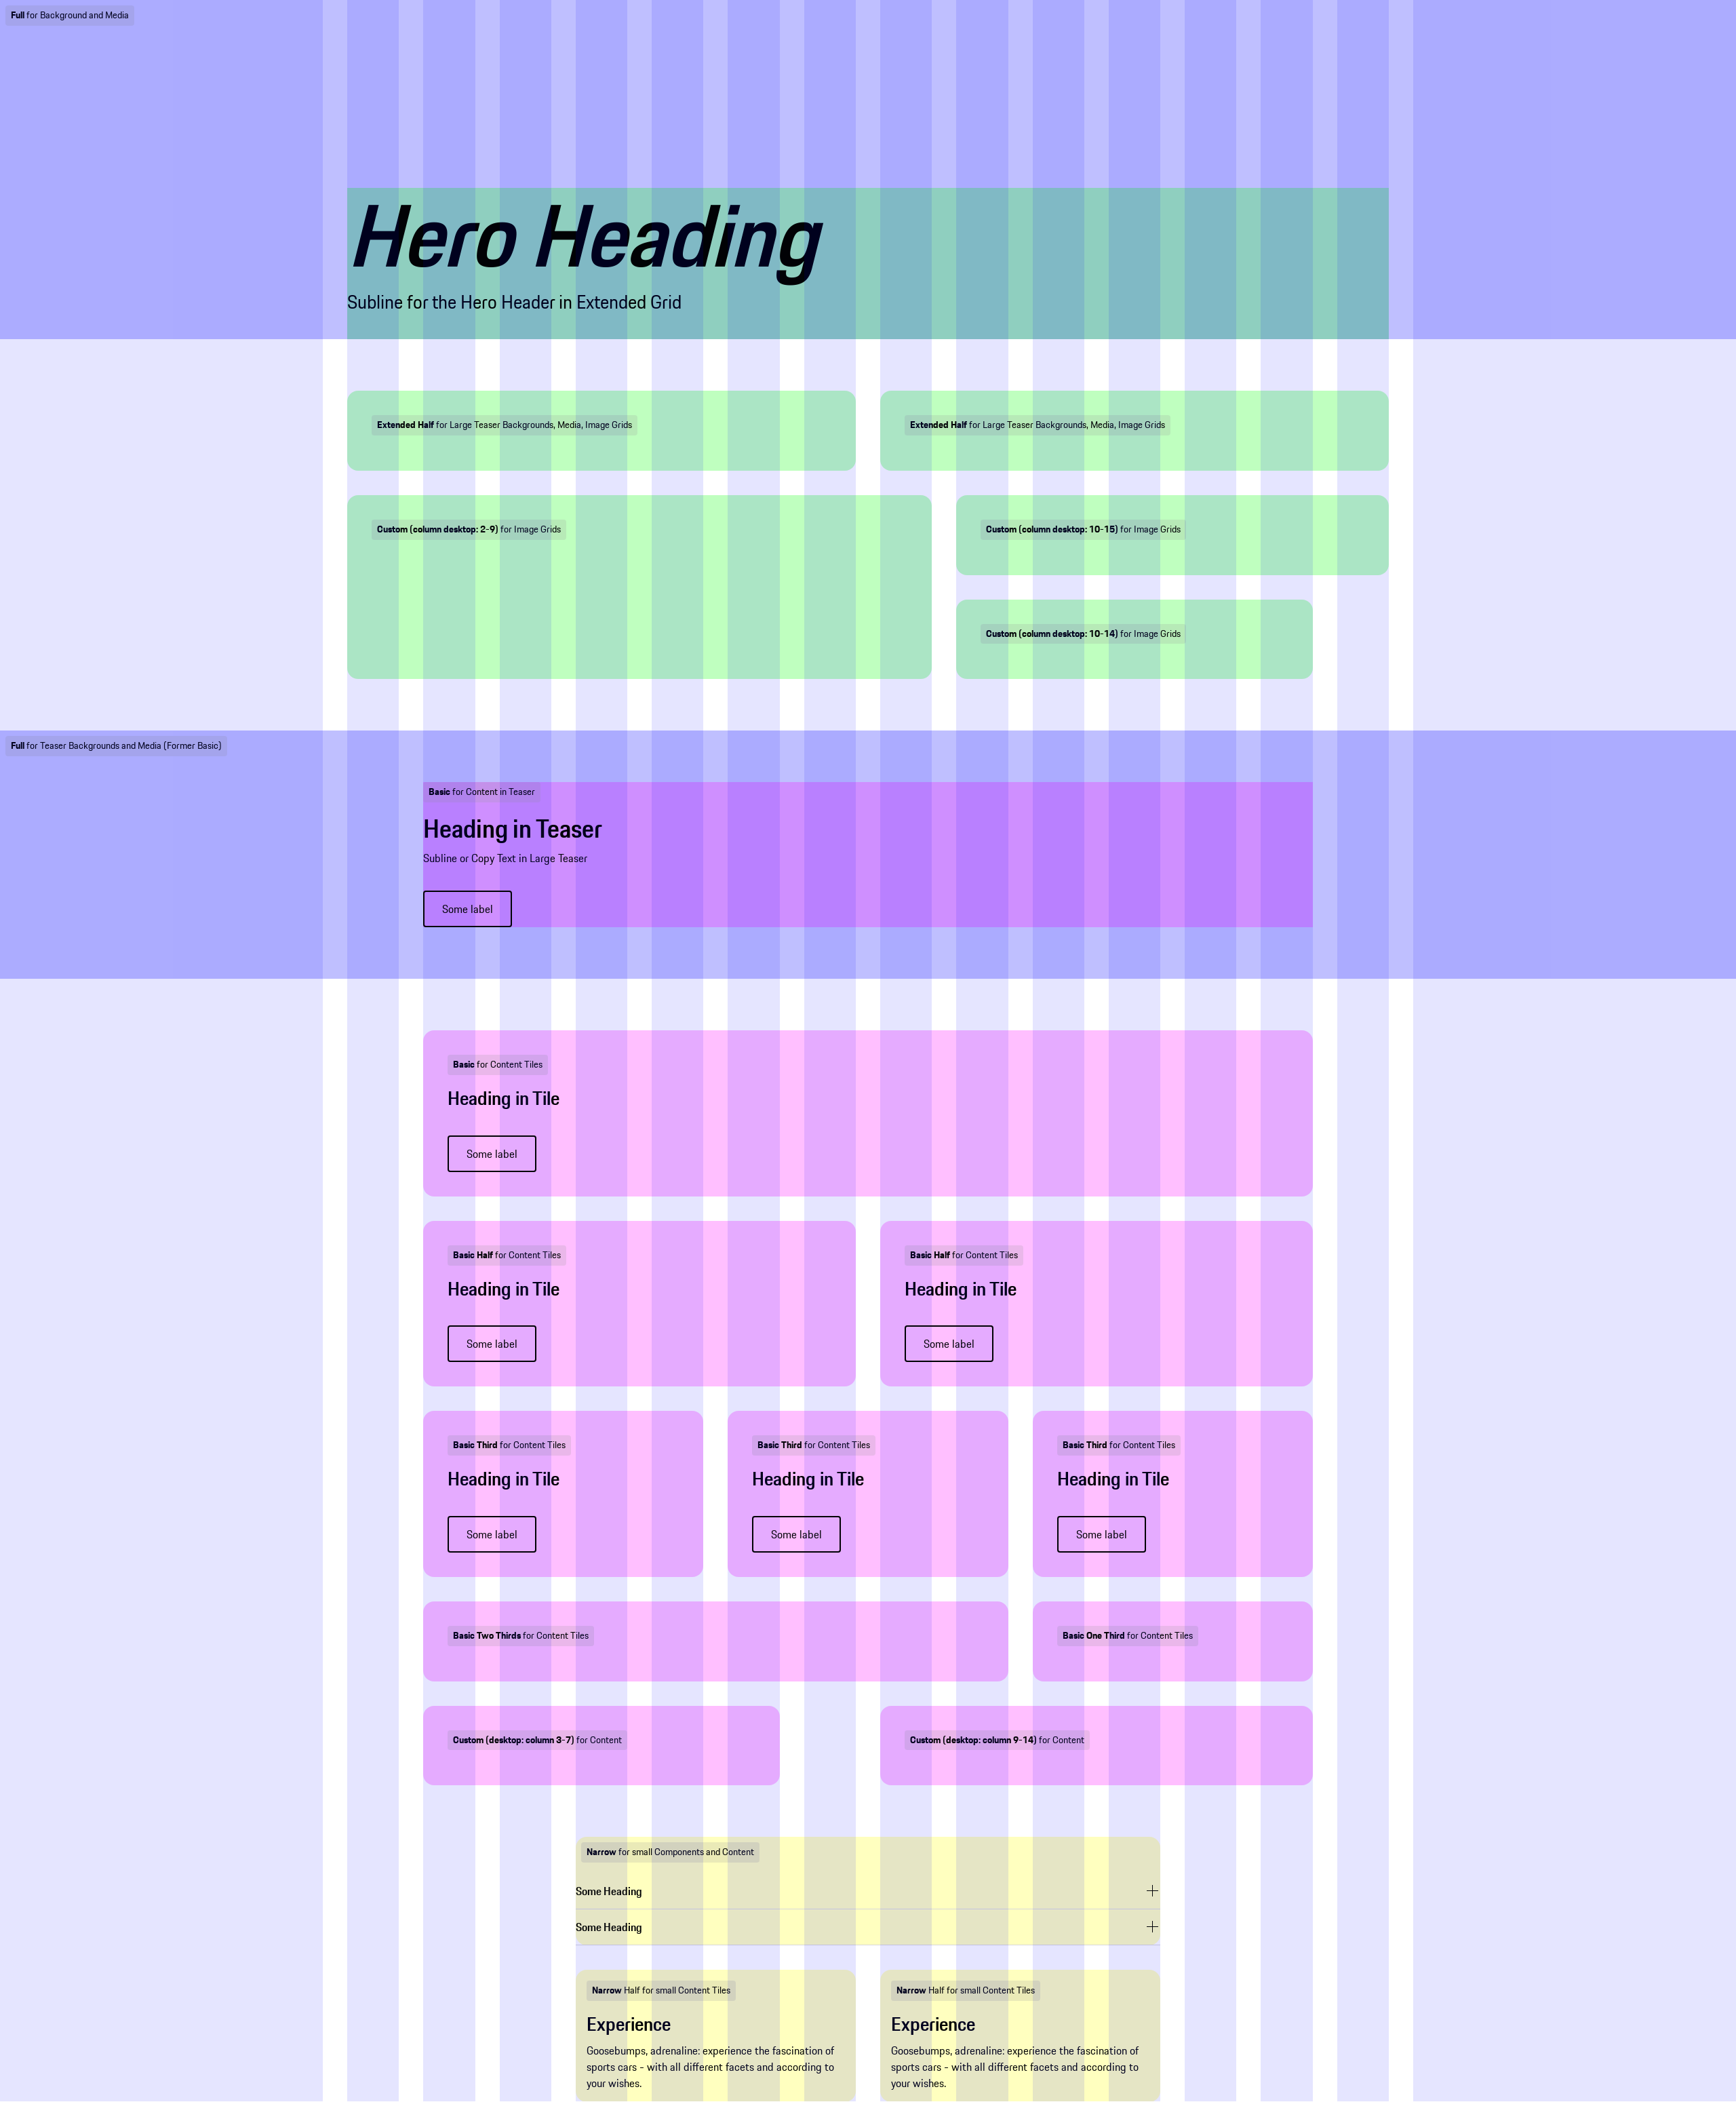 Full for Background and Media
Hero Heading
Subline for the Hero Header in Extended Grid
Extended Half for Large Teaser Backgrounds, Media, Image Grids
Extended Half for Large Teaser Backgrounds, Media, Image Grids
Custom (column desktop: 2-9) for Image Grids
Custom (column desktop: 10-15) for Image Grids
Custom (column desktop: 10-14) for Image Grids
Full for Teaser Backgrounds and Media (Former Basic)
Basic for Content in Teaser
Heading in Teaser
Subline or Copy Text in Large Teaser
Some label
Basic for Content Tiles
Heading in Tile
Some label
Basic Half for Content Tiles
Heading in Tile
Some label
Basic Half for Content Tiles
Heading in Tile
Some label
Basic Third for Content Tiles
Heading in Tile
Some label
Basic Third for Content Tiles
Heading in Tile
Some label
Basic Third for Content Tiles
Heading in Tile
Some label
Basic Two Thirds for Content Tiles
Basic One Third for Content Tiles
Custom (desktop: column 3-7) for Content
Custom (desktop: column 9-14) for Content
Narrow for small Components and Content
Some Heading
Some Heading
Narrow Half for small Content Tiles
Experience
Goosebumps, adrenaline: experience the fascination of
sports cars - with all different facets and according to
your wishes.
Narrow Half for small Content Tiles
Experience
Goosebumps, adrenaline: experience the fascination of
sports cars - with all different facets and according to
your wishes.